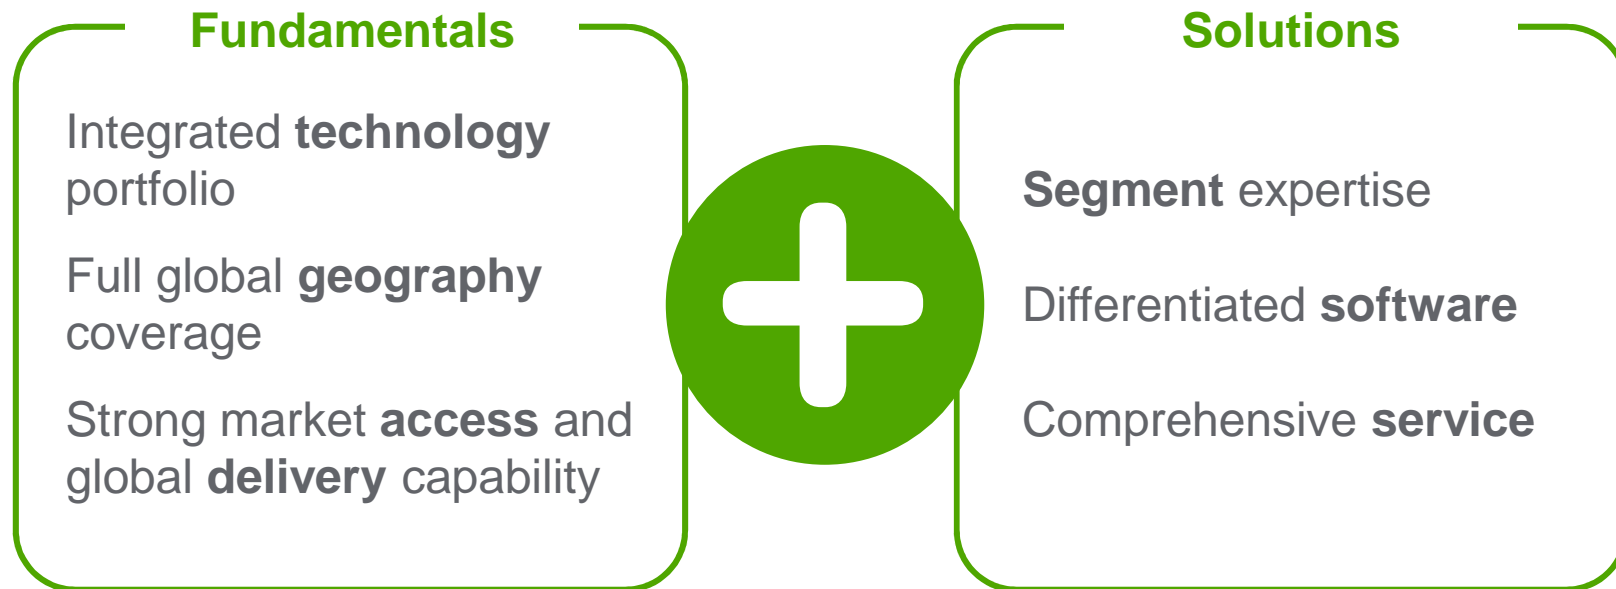 Fundamentals
Integrated technology
portfolio
Full global geography
coverage
Strong market access and
global delivery capability
Solutions
Segment expertise
Differentiated software
Comprehensive service